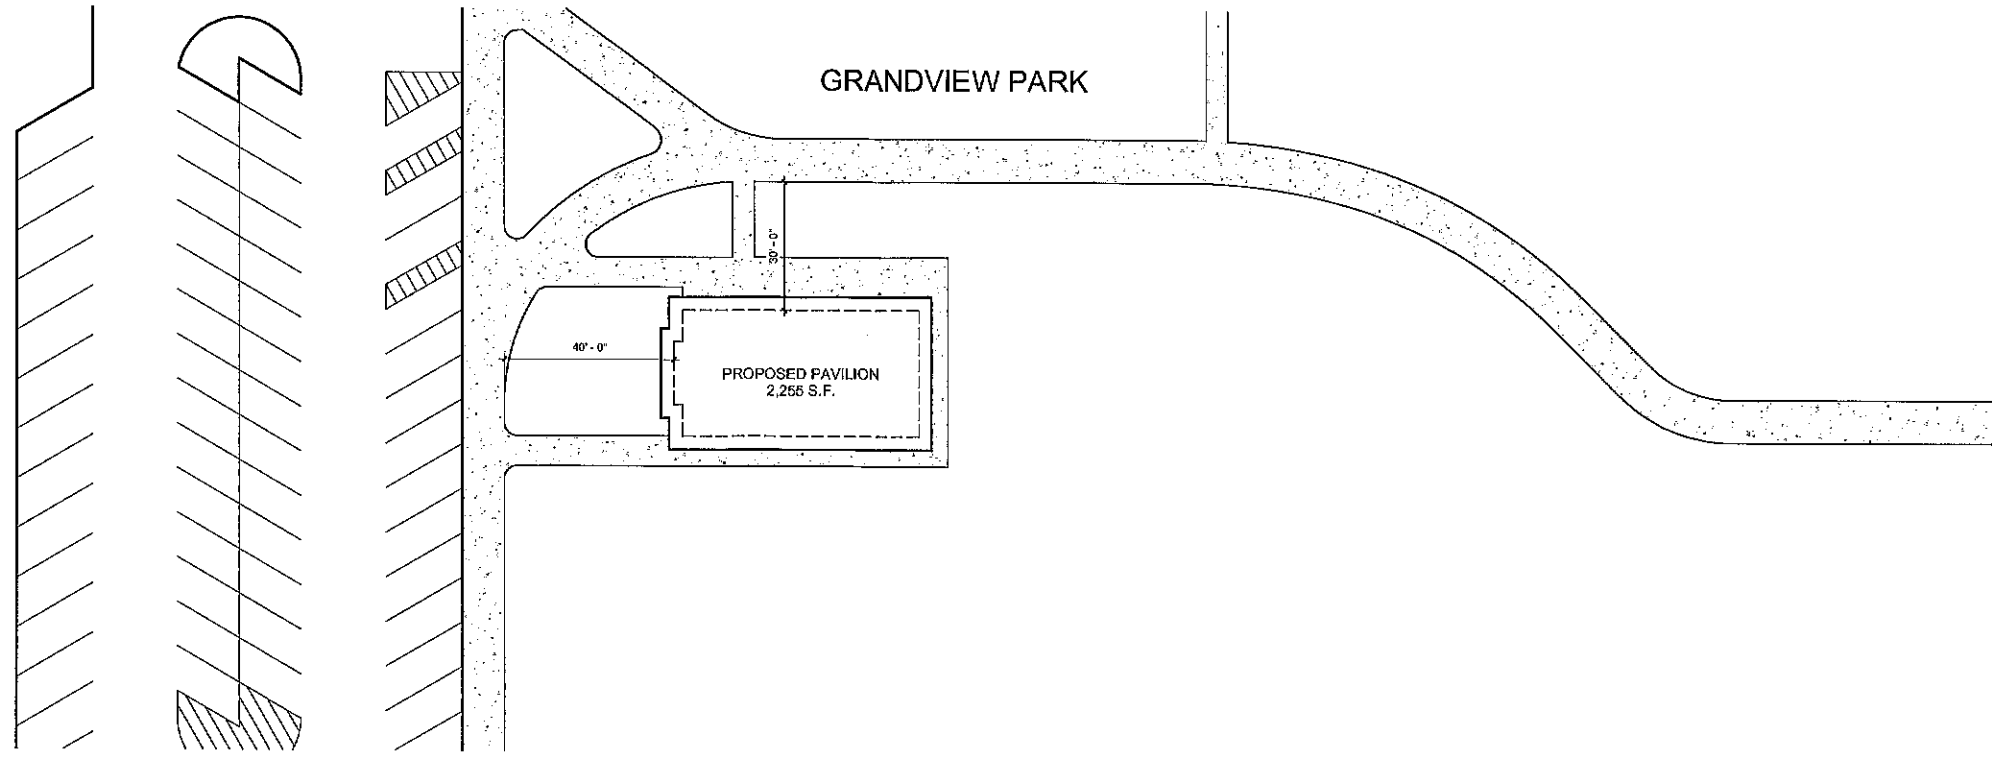 GRANDVIEW PARK
30' - 0"
40' - 0"
PROPOSED PAVILION
2,255 S.F.